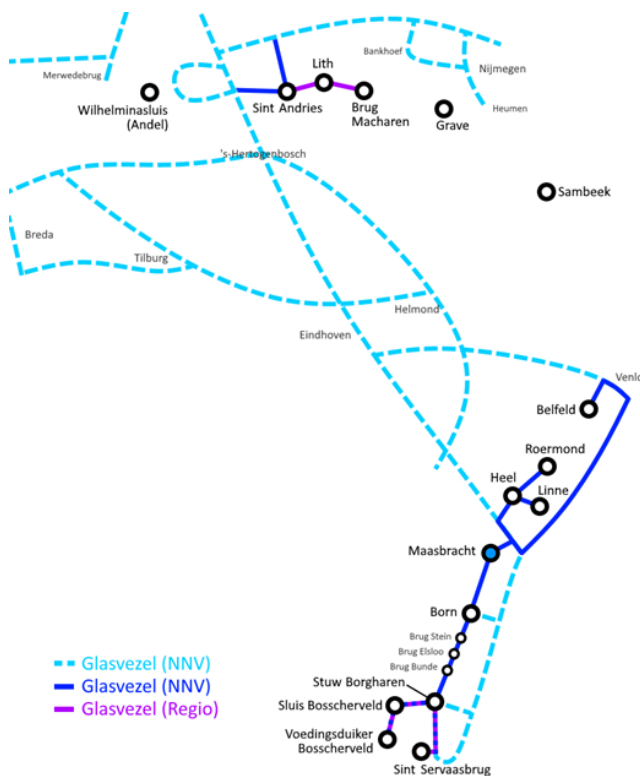 Lith
Bankhoef
Nijmegen
Merwedebrug
Wilhelminasluis
(Andel)
Sint Andries
Brug
Macharen
Grave
Heumen
's-Hertogenbosch
Sambeek
Breda
Tilburg
Helmond
Eindhoven
Venlo
Belfeld
Roermond
Heel
Linne
Maasbracht
Born
Brug Stein
Brug Elsloo
Brug Bunde
Stuw Borgharen
Sluis Bosscherveld
Voedingsduiker
Bosscherveld
Sint Servaasbrug
Glasvezel (NNV)
Glasvezel (NNV)
Glasvezel (Regio)